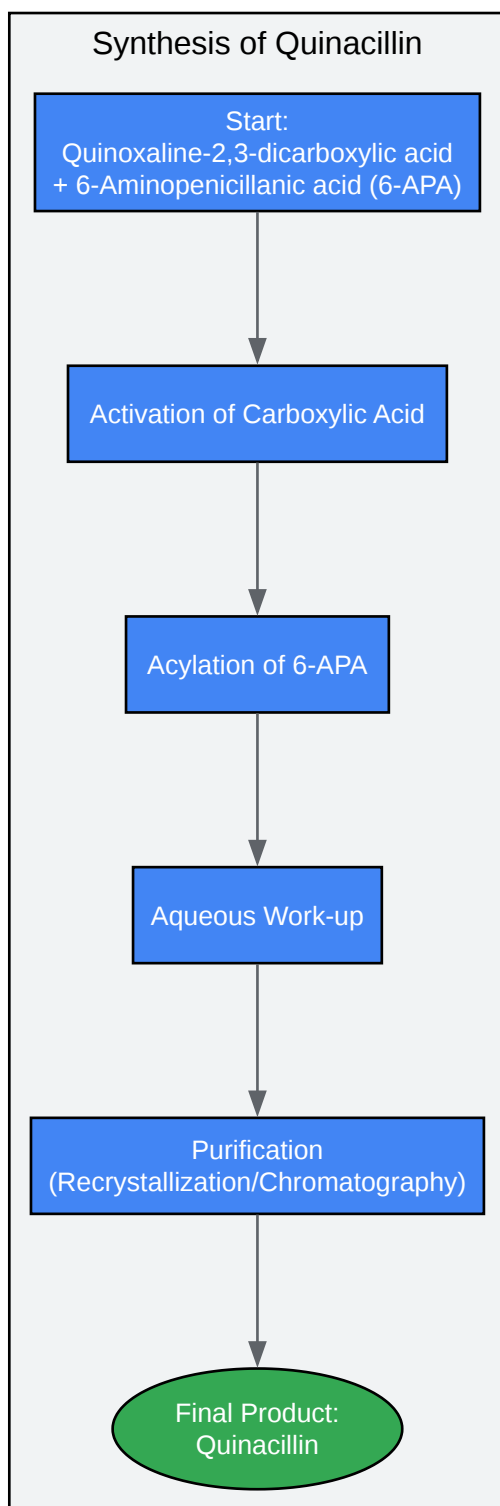 Synthesis of Quinacillin
Start:
Quinoxaline-2,3-dicarboxylic acid
+ 6-Aminopenicillanic acid (6-APA)
Activation of Carboxylic Acid
Acylation of 6-APA
Aqueous Work-up
Purification
(Recrystallization/Chromatography)
Final Product:
Quinacillin